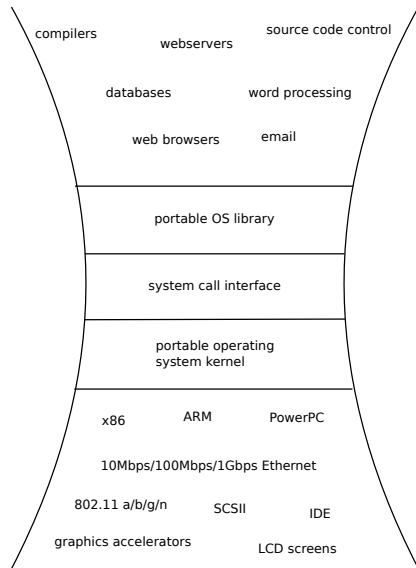 compilers
webservers
source code control
databases
word processing
web browsers
email
portable OS library
system call interface
portable operating
system kernel
x86
ARM
PowerPC
10Mbps/100Mbps/1Gbps Ethernet
802.11 a/b/g/n
SCSII
IDE
graphics accelerators
LCD screens